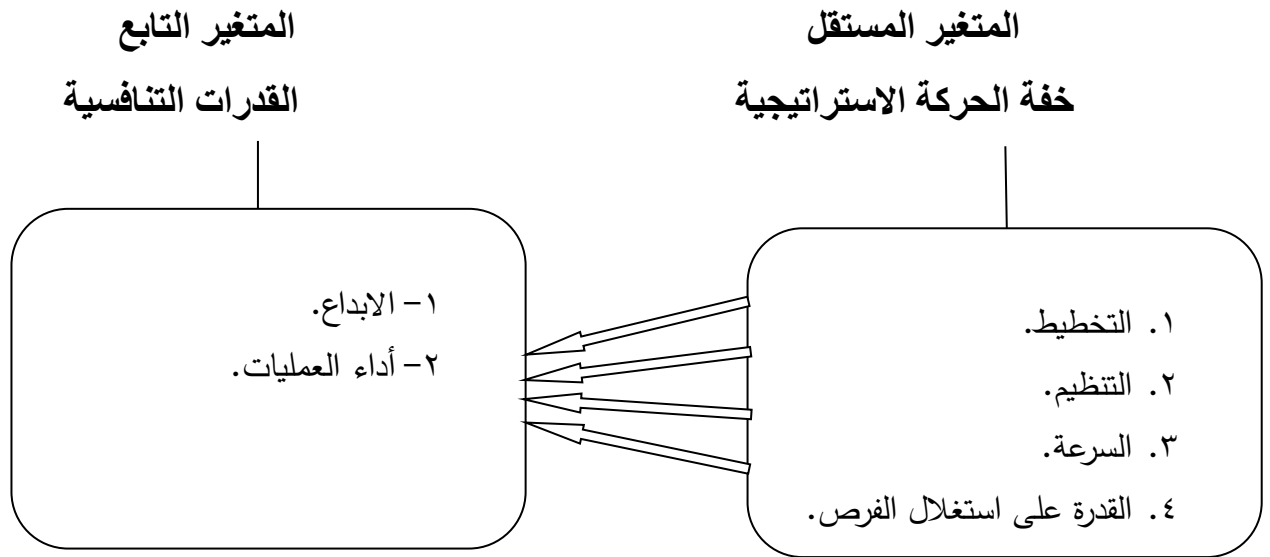 المتغير المستقل
خفة الحركة الاستراتيجية
١. التخطيط.
٢. التنظيم.
٣. السرعة.
٤. القدرة على استغلال الفرص.
المتغير التابع
القدرات التنافسية
١- الابداع.
٢- أداء العمليات.